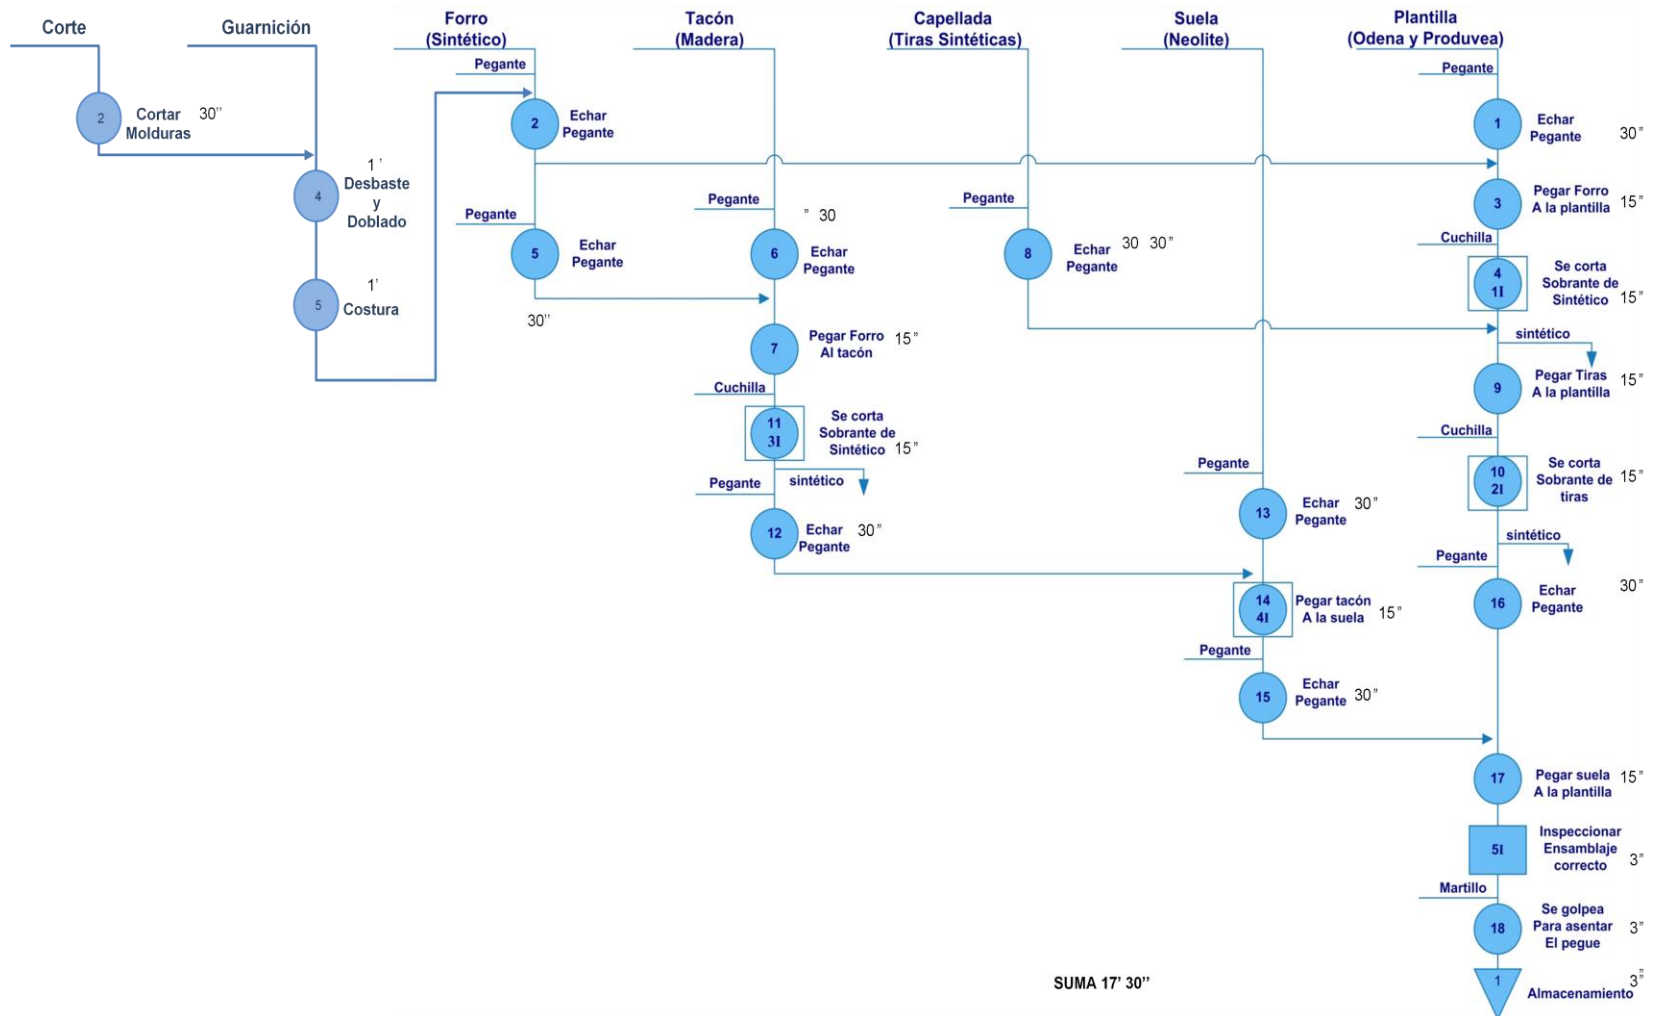 Corte
Guarnición
Forro
(Sintético)
Tacón
(Madera)
Capellada
(Tiras Sintéticas)
Suela
(Neolite)
Plantilla
(Odena y Produvea)
2
Cortar
Molduras
30’’
1 ’
4
Desbaste
y
Doblado
1’
5
Costura
Pegante
2
Echar
Pegante
Pegante
5
Echar
Pegante
30’’
Pegante
” 30
6
Echar
Pegante
7
Pegar Forro
Al tacón
15”
Cuchilla
11
3I
Se corta
Sobrante de
Sintético
15”
sintético
Pegante
12
Echar
Pegante
30”
Pegante
8
Echar
Pegante
30 30”
Pegante
13
Echar
Pegante
30”
14
4I
Pegar tacón
A la suela
15”
Pegante
15
Echar
Pegante
30”
Pegante
1
Echar
Pegante
30”
3
Pegar Forro
A la plantilla
15”
Cuchilla
4
1I
Se corta
Sobrante de
Sintético
15”
sintético
9
Pegar Tiras
A la plantilla
15”
Cuchilla
10
2I
Se corta
Sobrante de
tiras
15”
sintético
Pegante
16
Echar
Pegante
30”
17
Pegar suela
A la plantilla
15”
5I
Inspeccionar
Ensamblaje
correcto
3”
Martillo
18
Se golpea
Para asentar
El pegue
3”
1
Almacenamiento
3”
SUMA 17’ 30’’